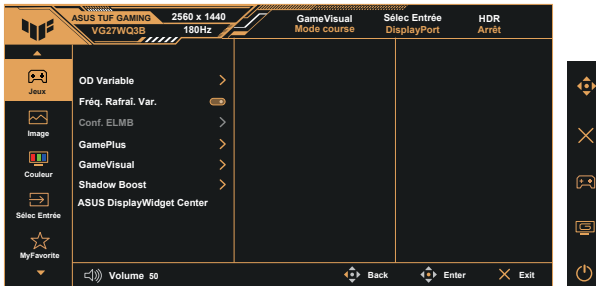 ASUS TUF GAMING 2560 x 1440
VG27WQ3B 180Hz
GameVisual
Mode course
Sélec Entrée
DisplayPort
HDR
Arrêt
Jeux
Image
Couleur
Sélec Entrée
MyFavorite
OD Variable
Fréq. Rafraî. Var.
Conf. ELMB
GamePlus
GameVisual
Shadow Boost
ASUS DisplayWidget Center
Volume 50
Back
Enter
Exit